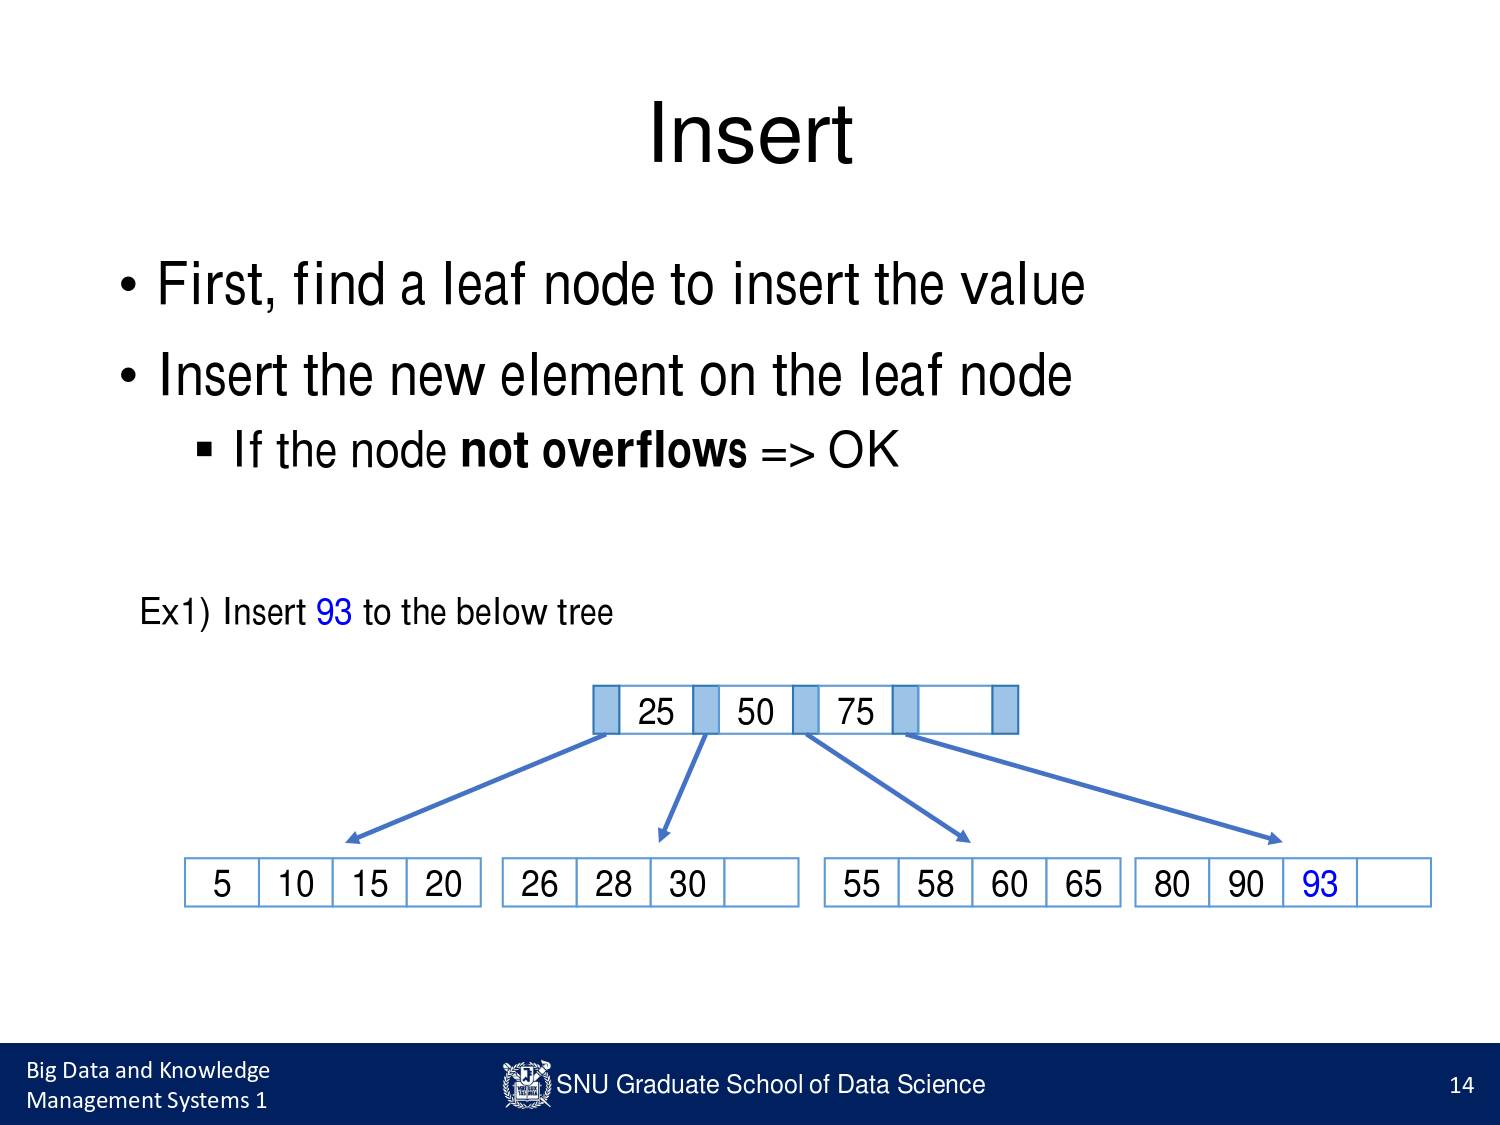 Insert
• First, find a leaf node to insert the value
• Insert the new element on the leaf node
▪ If the node not overflows => OK
Ex1) Insert 93 to the below tree
25 50 75
5 10 15 20 26 28 30 55 58 60 65 80 90 93
Big Data and Knowledge
Management Systems 1
SNU Graduate School of Data Science
14